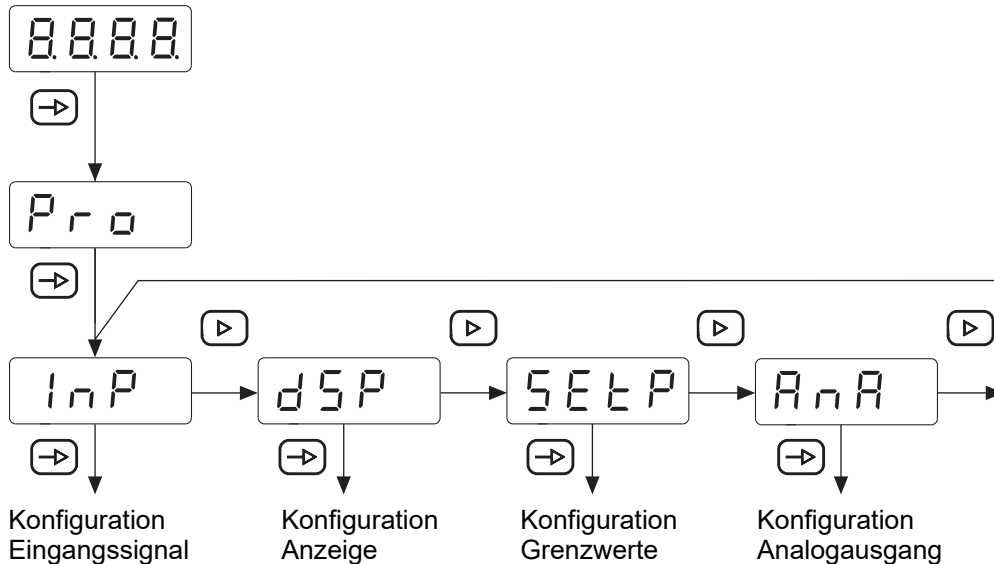 8.8.8.8.
Pro
InP
dSP
SEtP
AnA
Konfiguration
Eingangssignal
Konfiguration
Anzeige
Konfiguration
Grenzwerte
Konfiguration
Analogausgang